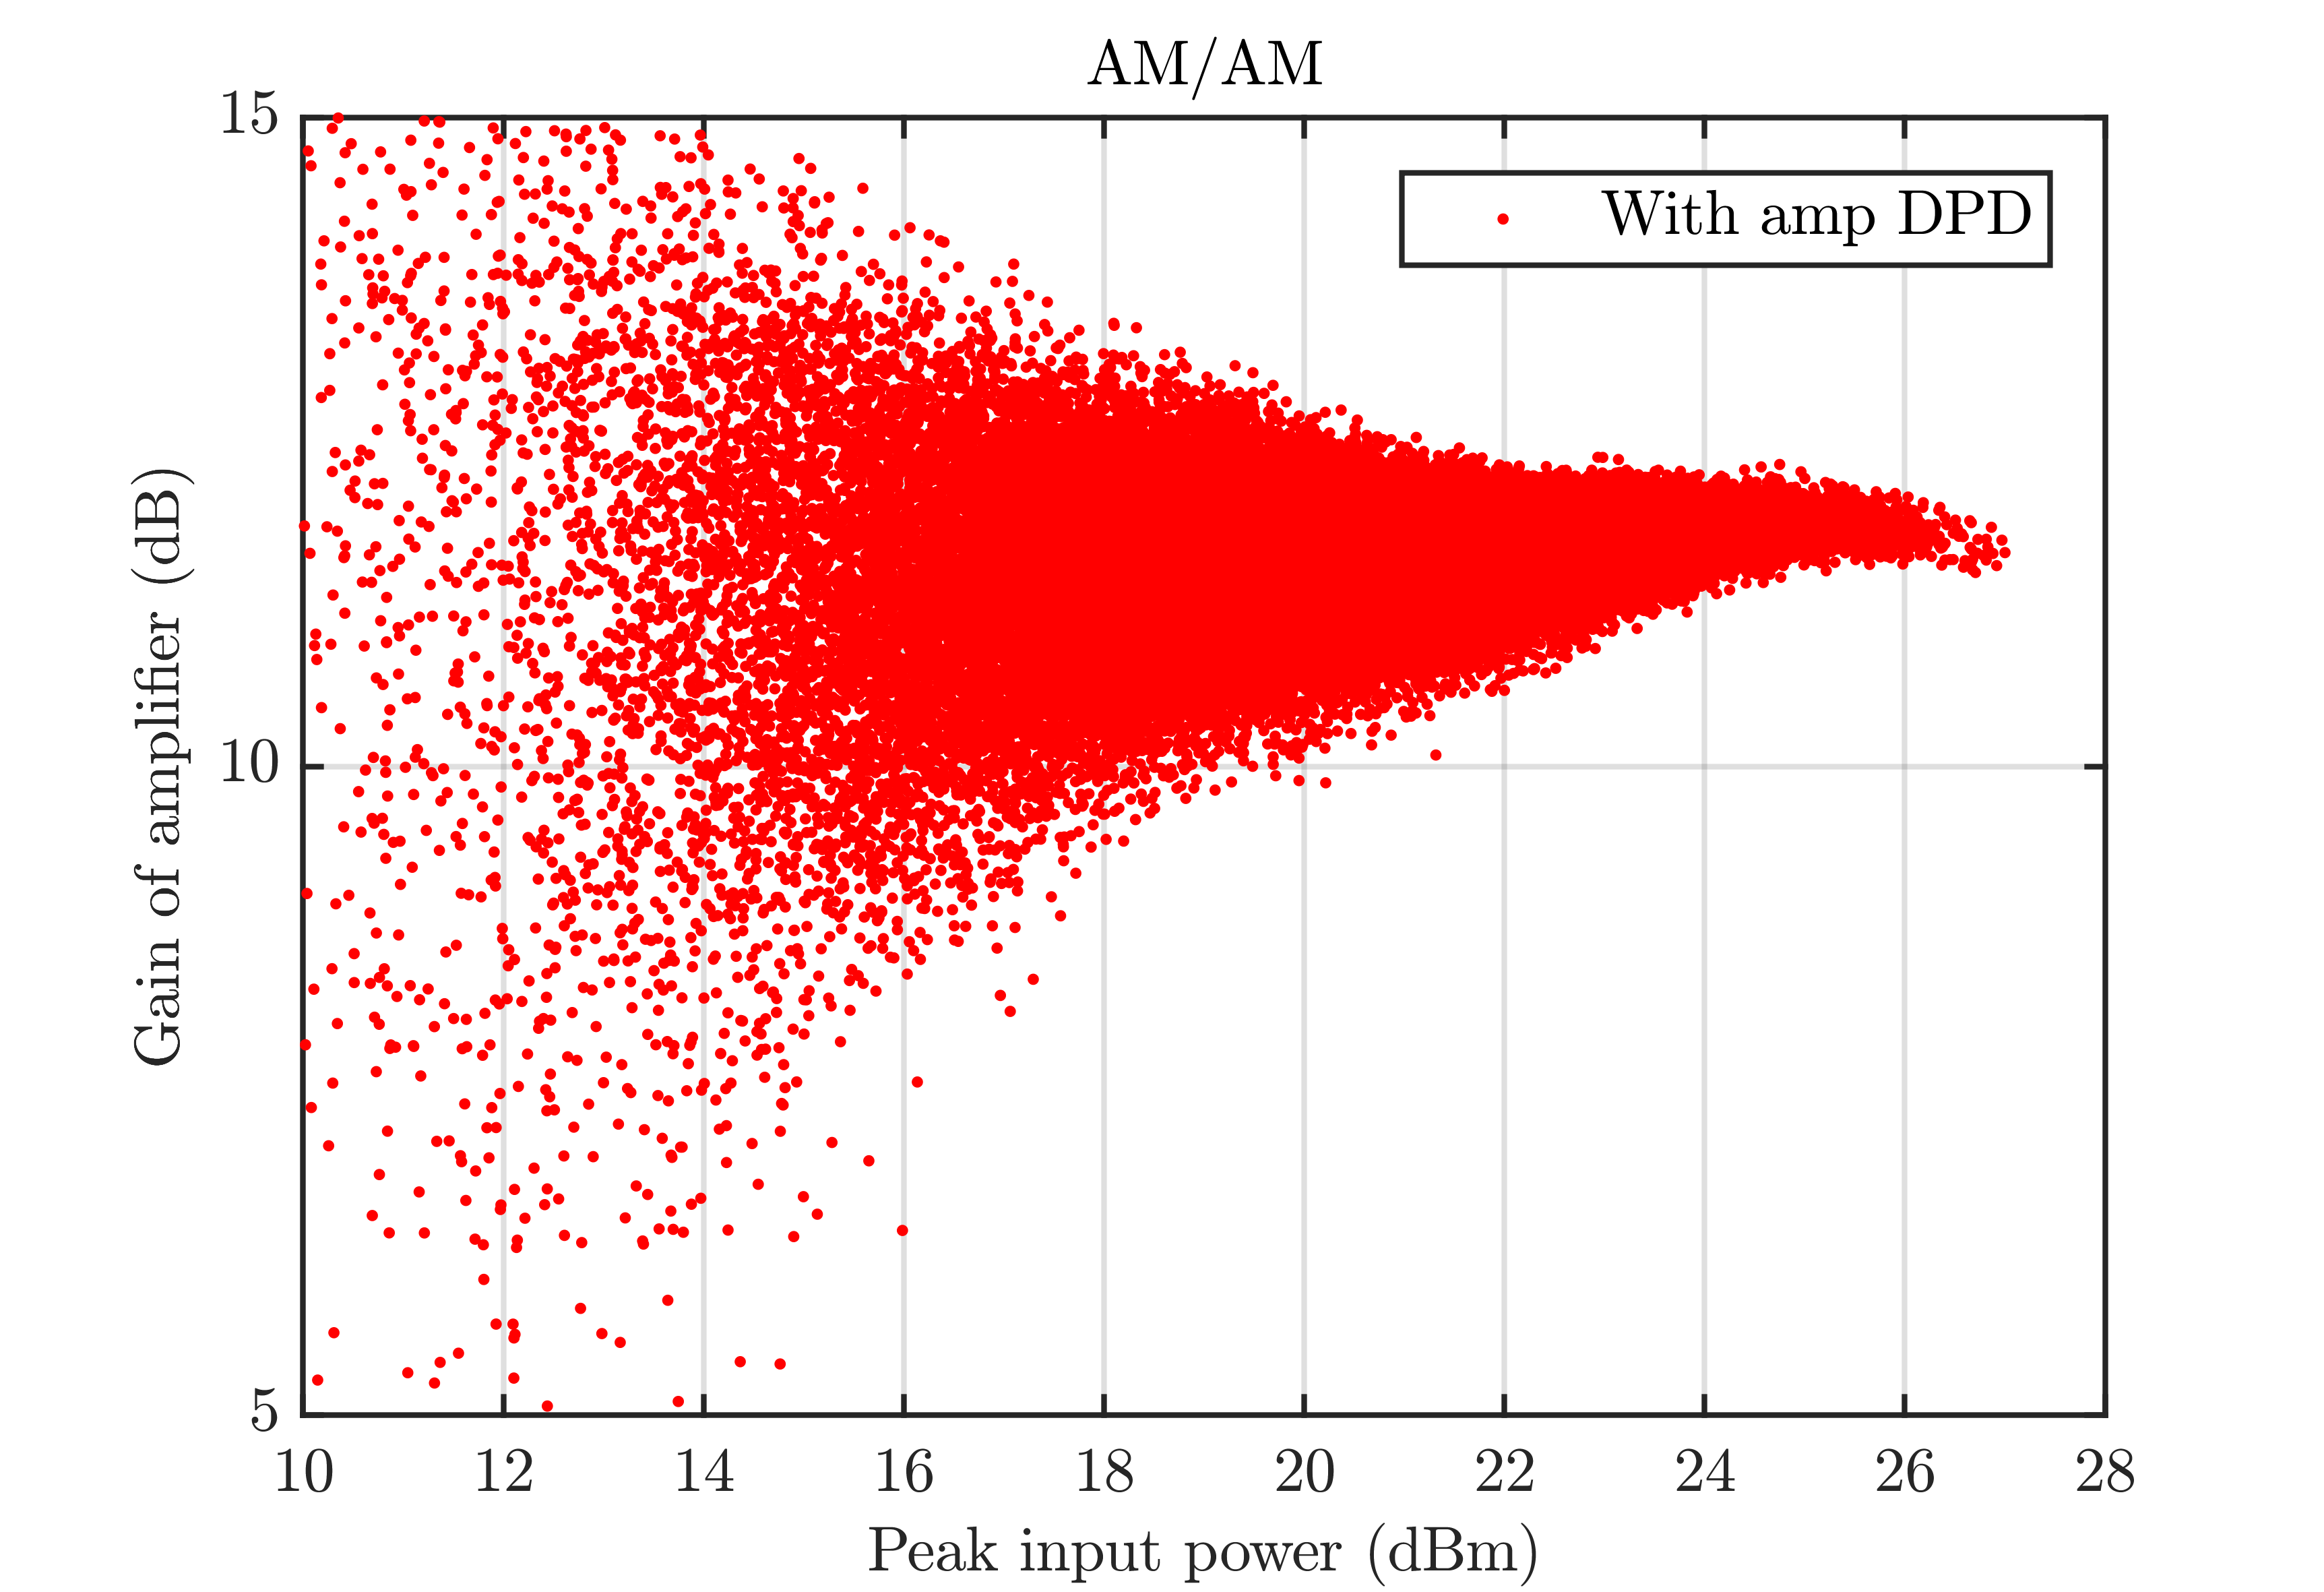 AM/AM
15
With amp DPD
Gain of amplifier (dB)
10
5
10 12 14 16 18 20 22 24 26 28
Peak input power (dBm)